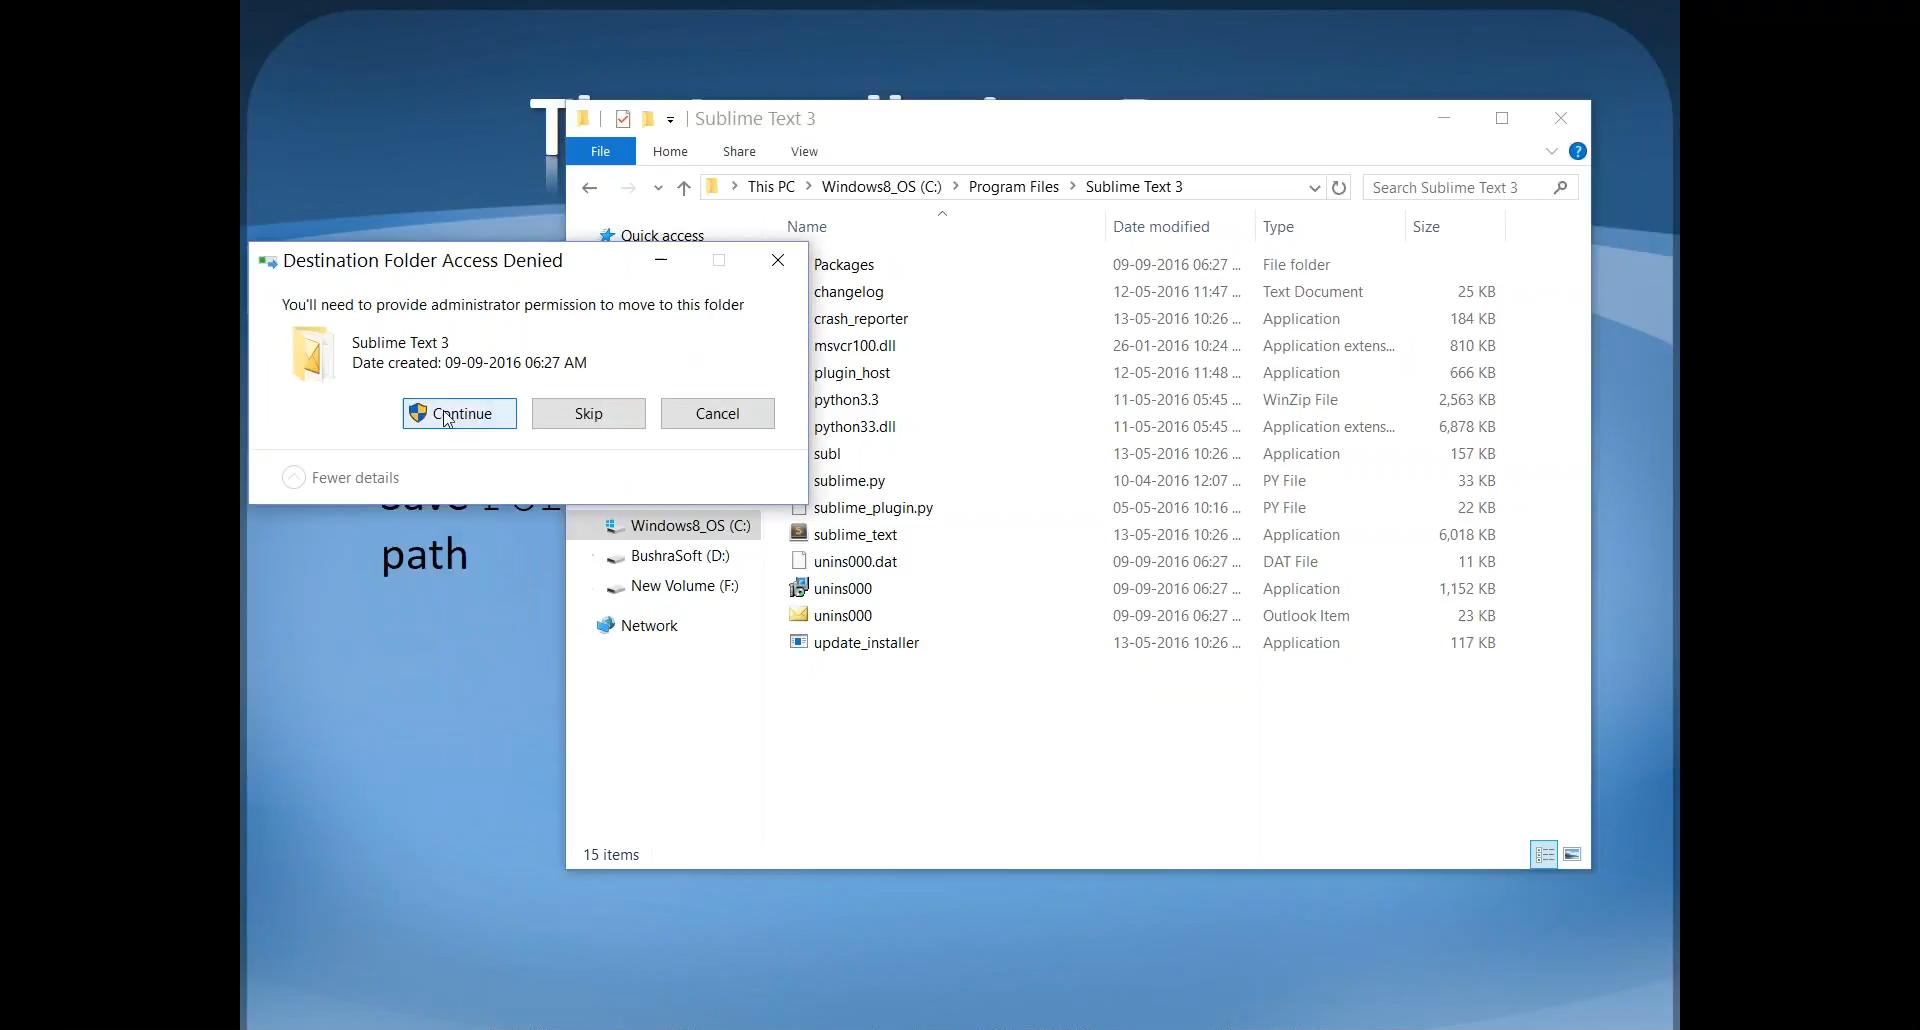 Sublime Text 3
File Home Share View
This PC Windows8_OS (C:) Program Files Sublime Text 3
Search Sublime Text 3
Quick access
Name Date modified Type Size
Destination Folder Access Denied
You'll need to provide administrator permission to move to this folder
Sublime Text 3
Date created: 09-09-2016 06:27 AM
Continue Skip Cancel
Fewer details
Packages 09-09-2016 06:27 ... File folder
changelog 12-05-2016 11:47 ... Text Document 25 KB
crash_reporter 13-05-2016 10:26 ... Application 184 KB
msvcr100.dll 26-01-2016 10:24 ... Application extens... 810 KB
plugin_host 12-05-2016 11:48 ... Application 666 KB
python3.3 11-05-2016 05:45 ... WinZip File 2,563 KB
python33.dll 11-05-2016 05:45 ... Application extens... 6,878 KB
subl 13-05-2016 10:26 ... Application 157 KB
sublime.py 10-04-2016 12:07 ... PY File 33 KB
sublime_plugin.py 05-05-2016 10:16 ... PY File 22 KB
sublime_text 13-05-2016 10:26 ... Application 6,018 KB
unins000.dat 09-09-2016 06:27 ... DAT File 11 KB
unins000 09-09-2016 06:27 ... Application 1,152 KB
unins000 09-09-2016 06:27 ... Outlook Item 23 KB
update_installer 13-05-2016 10:26 ... Application 117 KB
Windows8_OS (C:)
BushraSoft (D:)
New Volume (F:)
Network
15 items
path